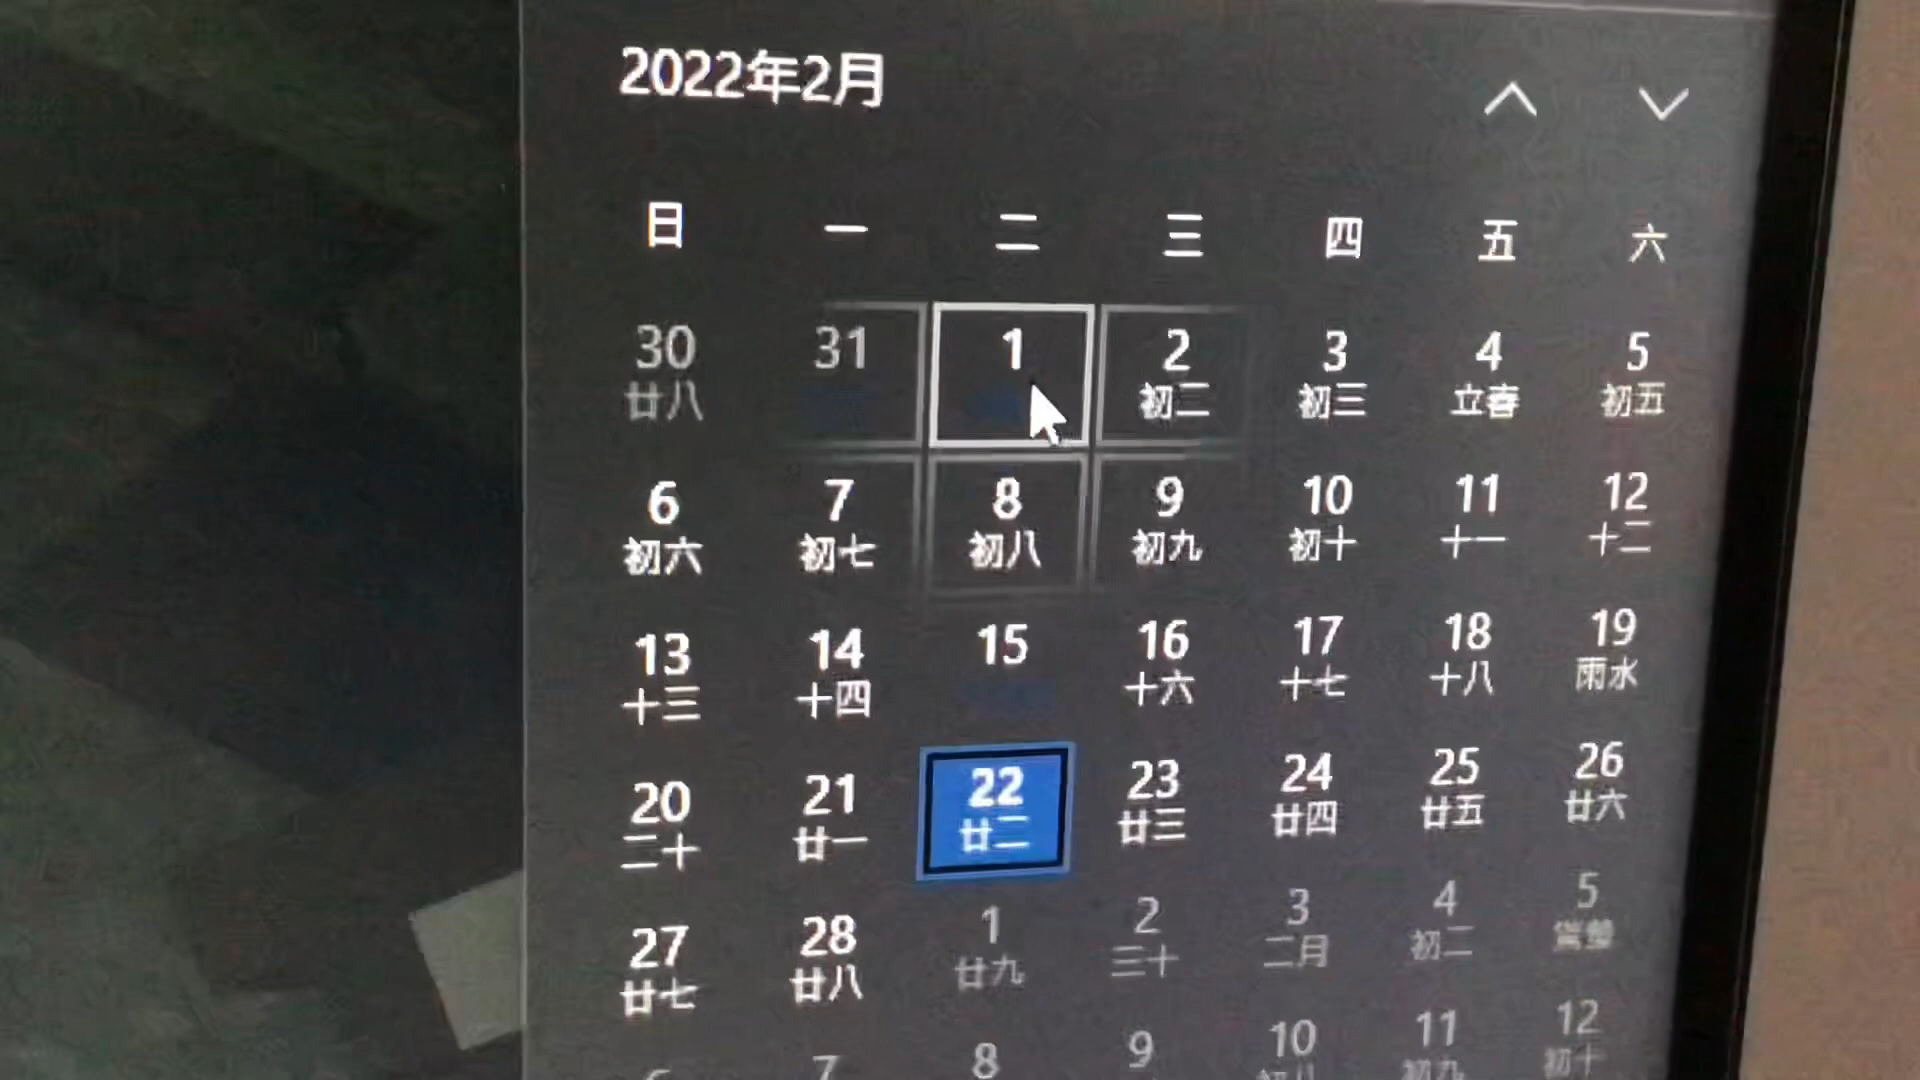 2022年2月
日 一 二 三 四 五 六
30 31 1 2 3 4 5
廿八 初二 初三 立春 初五
6 7 8 9 10 11 12
初六 初七 初八 初九 初十 十一 十二
13 14 15 16 17 18 19
十三 十四 十六 十七 十八 雨水
20 21 22 23 24 25 26
二十 廿一 廿二 廿三 廿四 廿五 廿六
27 28 1 2 3 4 5
廿七 廿八 廿九 三十 二月 初二
7 8 9 10 11 12
初九 初十